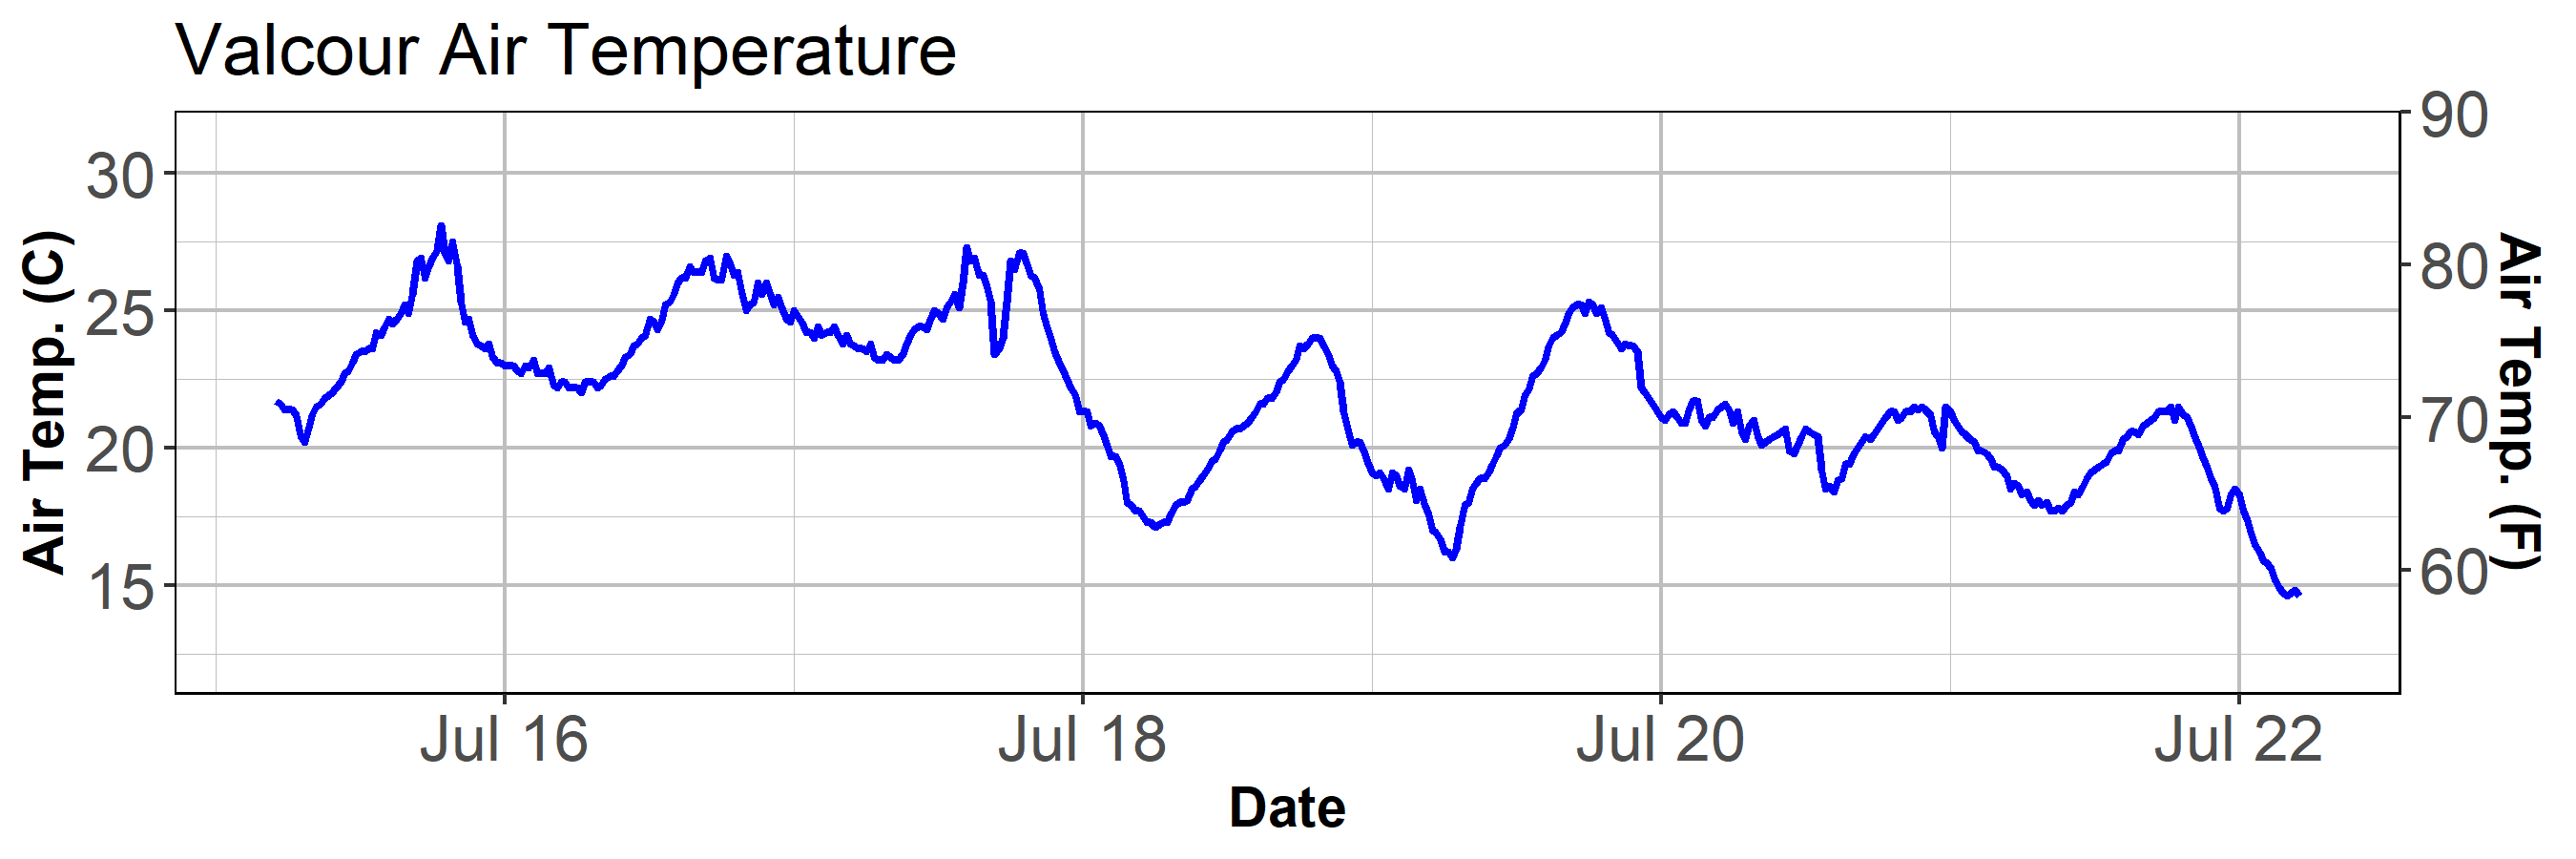 Valcour Air Temperature
Air Temp. (C)
30
25
20
15
90
80
70
60
Air Temp. (F)
Jul 16
Jul 18
Jul 20
Jul 22
Date